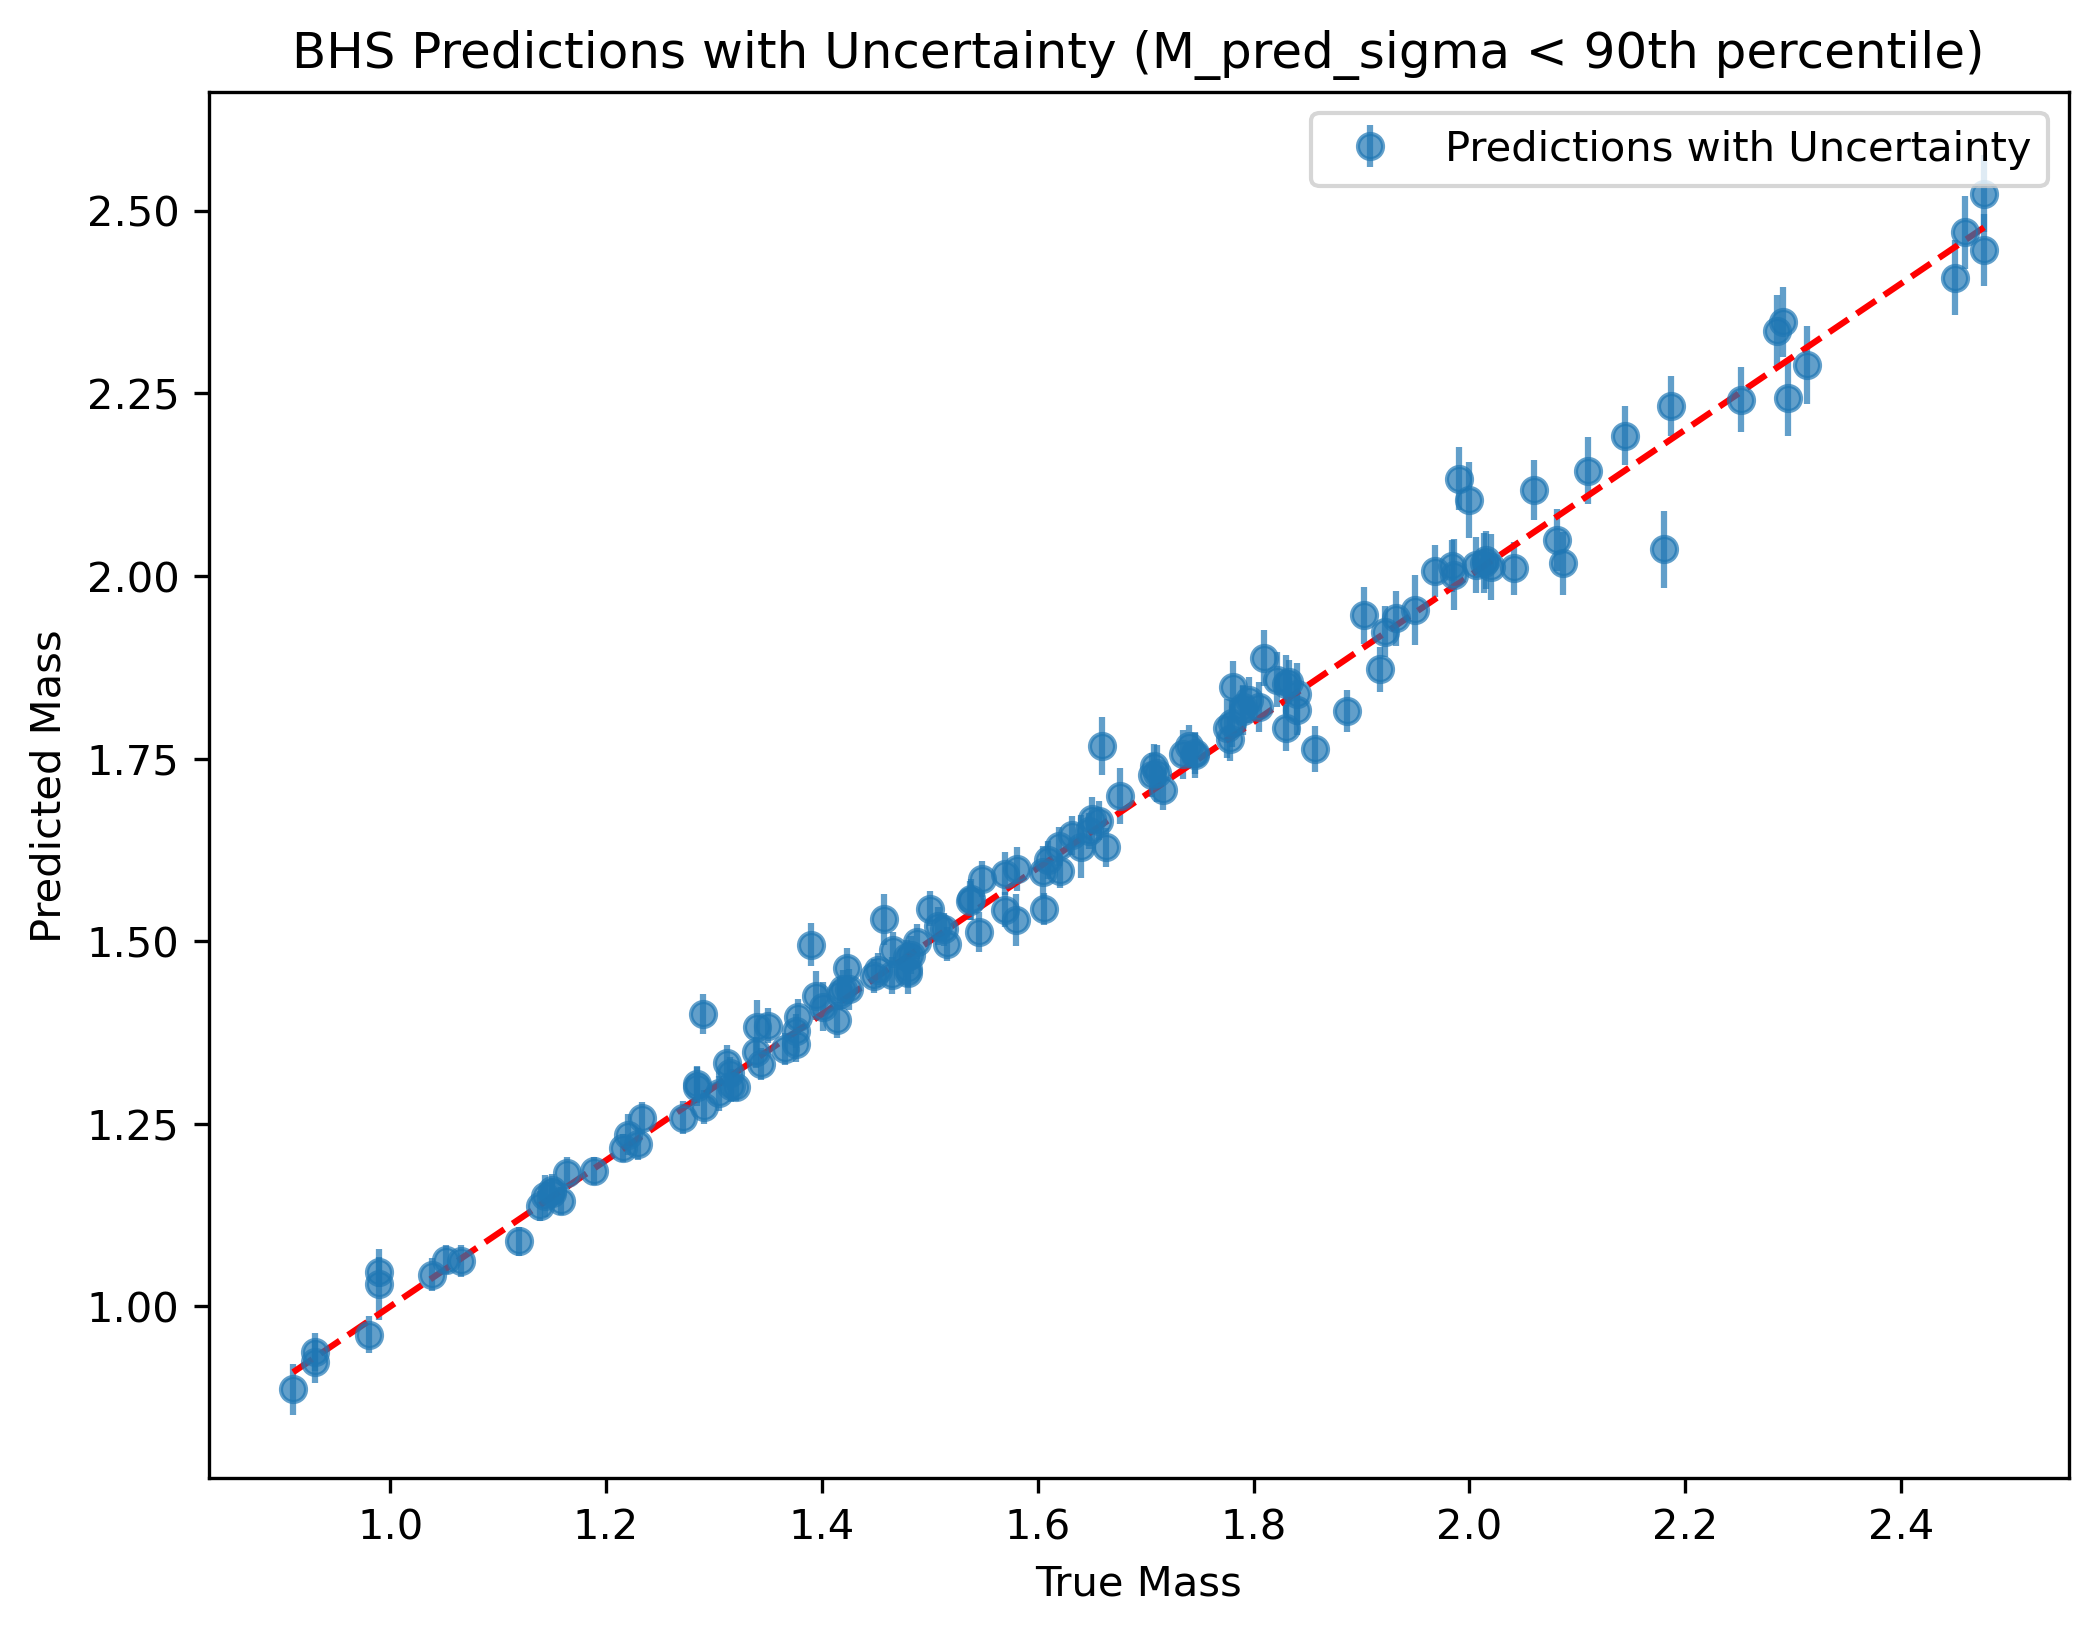 BHS Predictions with Uncertainty (M_pred_sigma < 90th percentile)
Predictions with Uncertainty
2.50
2.25
2.00
1.75
1.50
1.25
1.00
Predicted Mass
1.0 1.2 1.4 1.6 1.8 2.0 2.2 2.4
True Mass